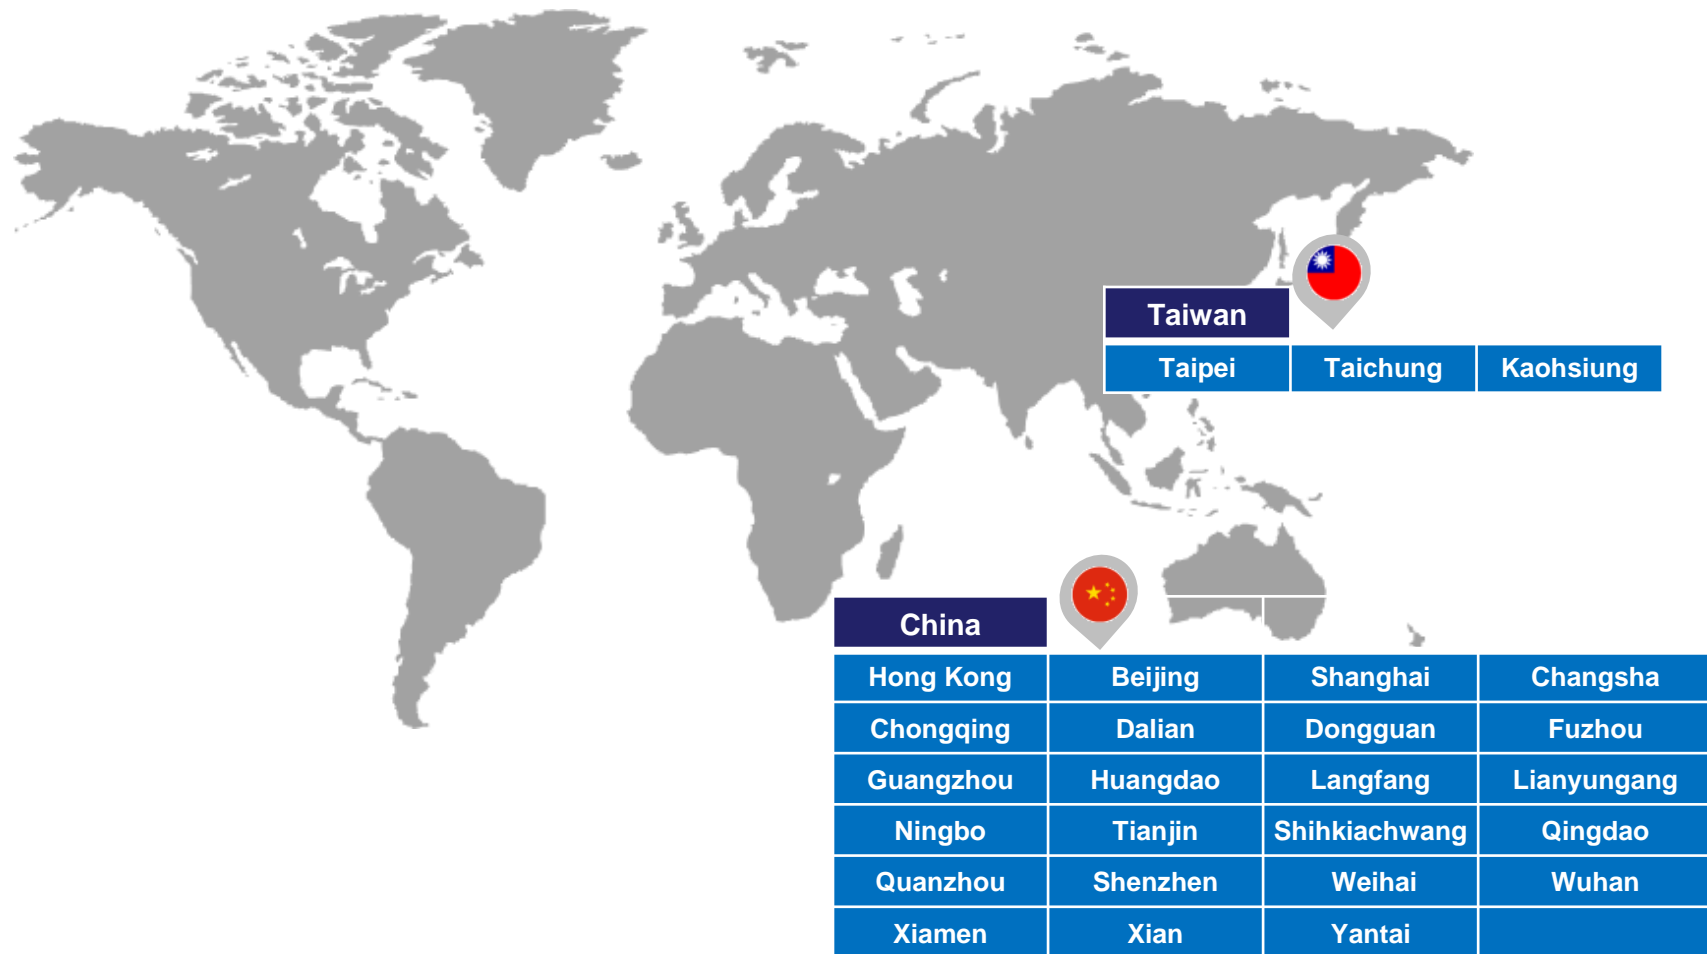 Taiwan
Taipei Taichung Kaohsiung
China
Hong Kong Beijing Shanghai Changsha
Chongqing Dalian Dongguan Fuzhou
Guangzhou Huangdao Langfang Lianyungang
Ningbo Tianjin Shihkiachwang Qingdao
Quanzhou Shenzhen Weihai Wuhan
Xiamen Xian Yantai